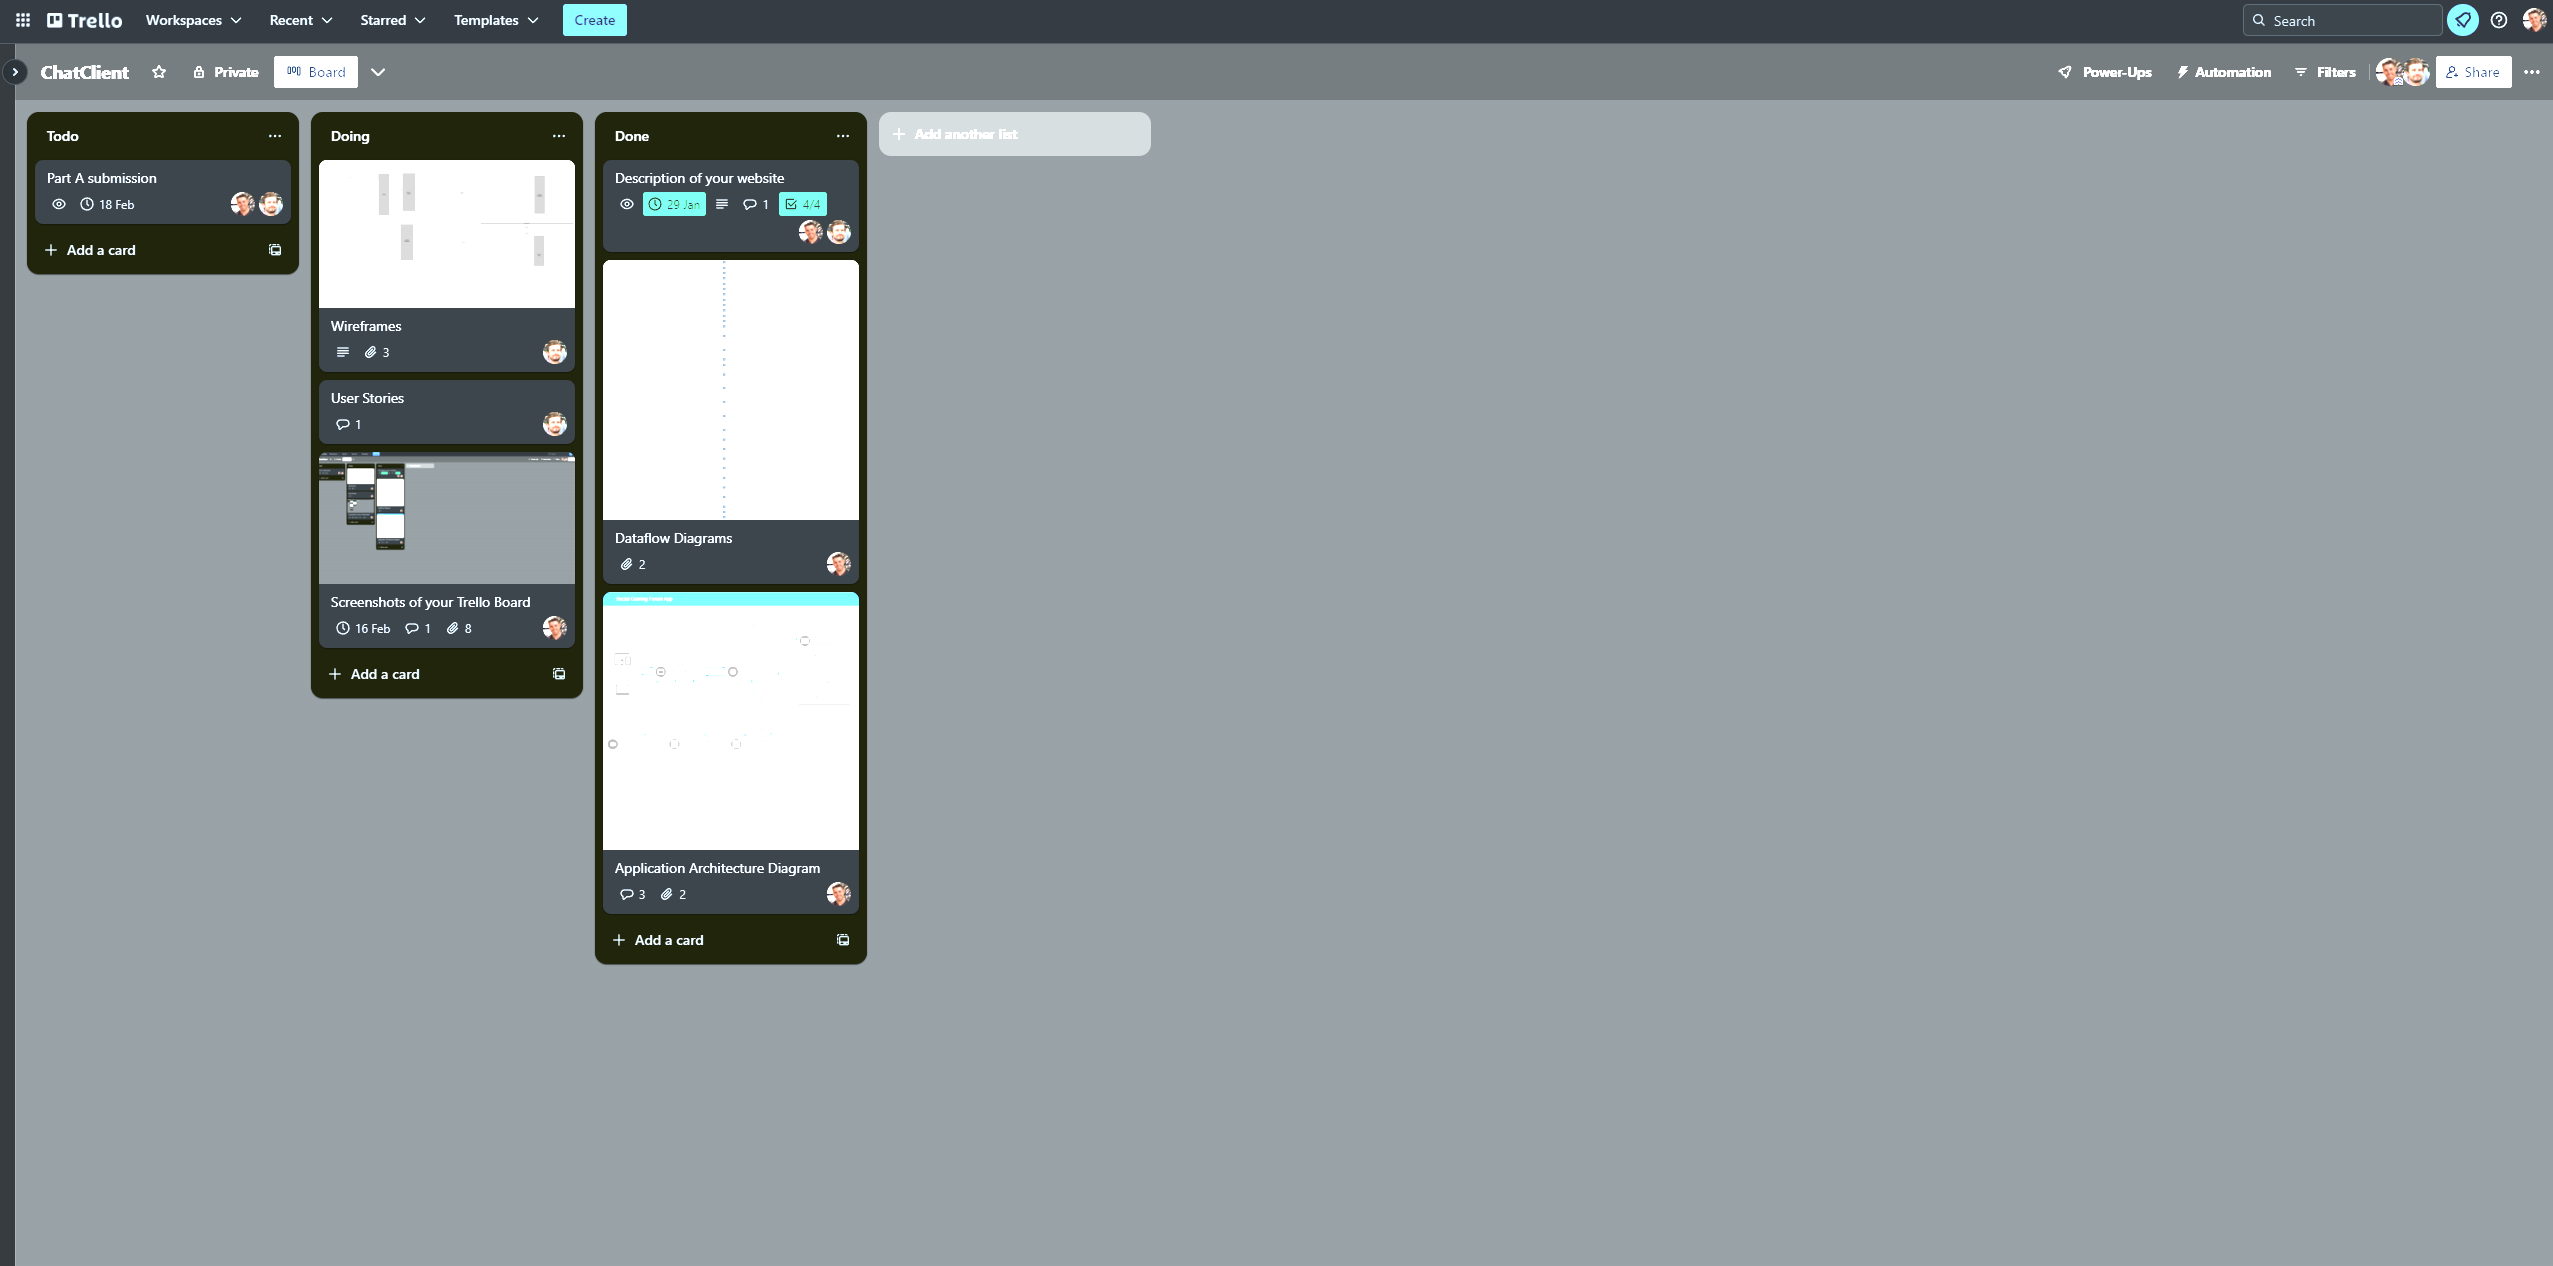 Trello Workspaces Recent Starred Templates Create Search
ChatClient Private Board Power-Ups Automation Filters Share
Todo
Part A submission
18 Feb
Add a card
Doing
Wireframes
3
User Stories
1
Screenshots of your Trello Board
16 Feb 1 8
Add a card
Done
Description of your website
29 Jan 1 4/4
Dataflow Diagrams
2
Application Architecture Diagram
3 2
Add a card
Add another list